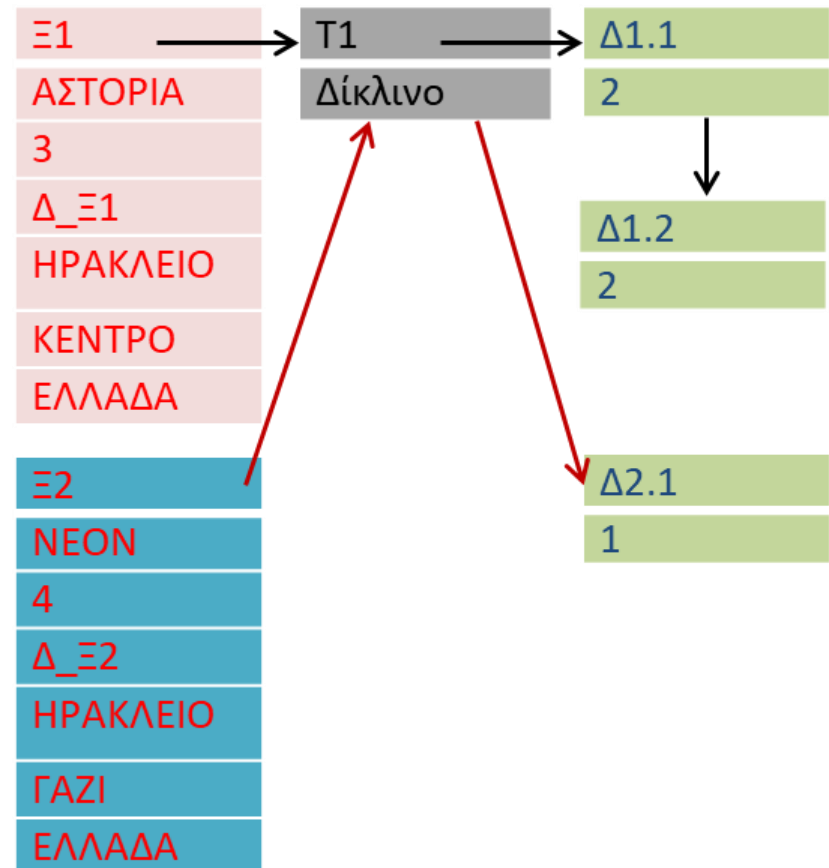 Ξ1
ΑΣΤΟΡΙΑ
3
Δ_Ξ1
ΗΡΑΚΛΕΙΟ
ΚΕΝΤΡΟ
ΕΛΛΑΔΑ
Τ1
Δίκλινο
Δ1.1
2
Δ1.2
2
Ξ2
ΝΕΟΝ
4
Δ_Ξ2
ΗΡΑΚΛΕΙΟ
ΓΑΖΙ
ΕΛΛΑΔΑ
Δ2.1
1